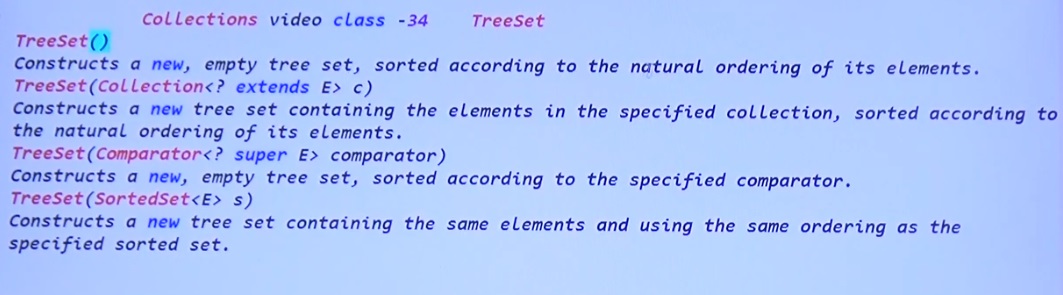 Collections video class -34 TreeSet
TreeSet()
Constructs a new, empty tree set, sorted according to the natural ordering of its elements.
TreeSet(Collection<? extends E> c)
Constructs a new tree set containing the elements in the specified collection, sorted according to
the natural ordering of its elements.
TreeSet(Comparator<? super E> comparator)
Constructs a new, empty tree set, sorted according to the specified comparator.
TreeSet(SortedSet<E> s)
Constructs a new tree set containing the same elements and using the same ordering as the
specified sorted set.